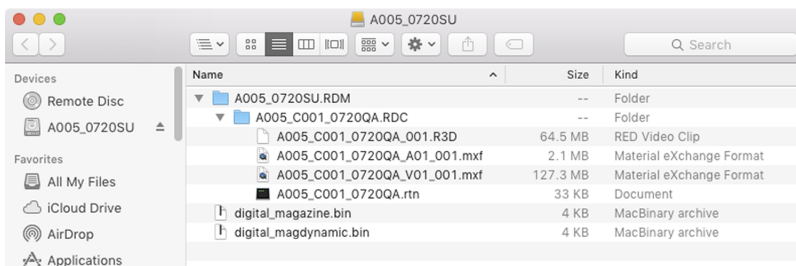 A005_0720SU
Search
Devices
Remote Disc
A005_0720SU
Favorites
All My Files
iCloud Drive
AirDrop
Applications
Name Size Kind
A005_0720SU.RDM -- Folder
A005_C001_0720QA.RDC -- Folder
A005_C001_0720QA_001.R3D 64.5 MB RED Video Clip
A005_C001_0720QA_A01_001.mxf 2.1 MB Material eXchange Format
A005_C001_0720QA_V01_001.mxf 127.3 MB Material eXchange Format
A005_C001_0720QA.rtn 33 KB Document
digital_magazine.bin 4 KB MacBinary archive
digital_magdynamic.bin 4 KB MacBinary archive